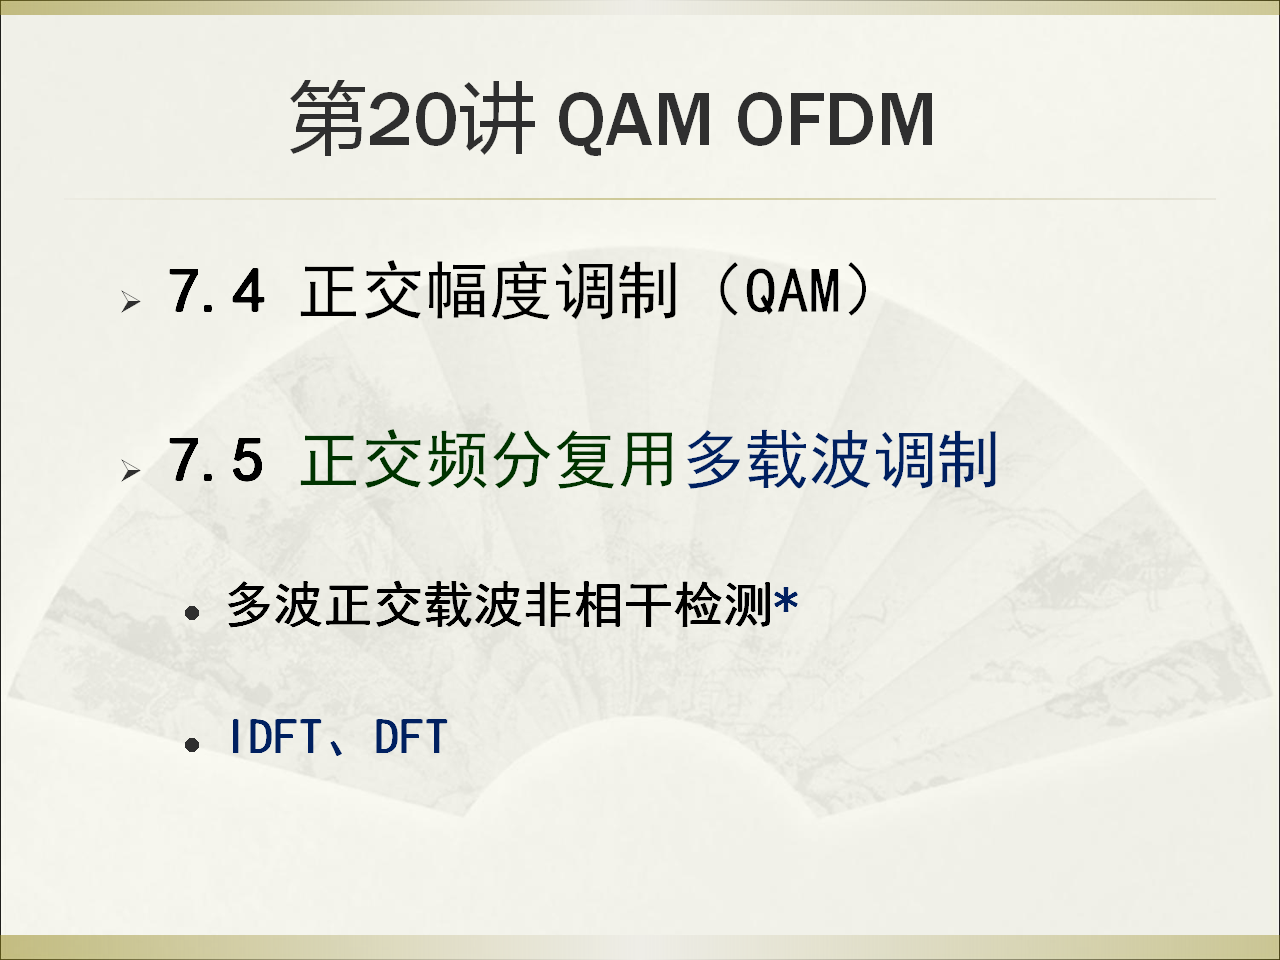 第20讲 QAM OFDM
7.4 正交幅度调制（QAM）
7.5 正交频分复用多载波调制
多波正交载波非相干检测*
IDFT、DFT